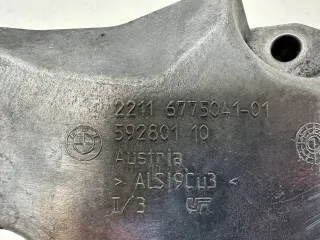 2211 6775041-01
592801 10
Austria
> ALSI9Cu3 <
I/3